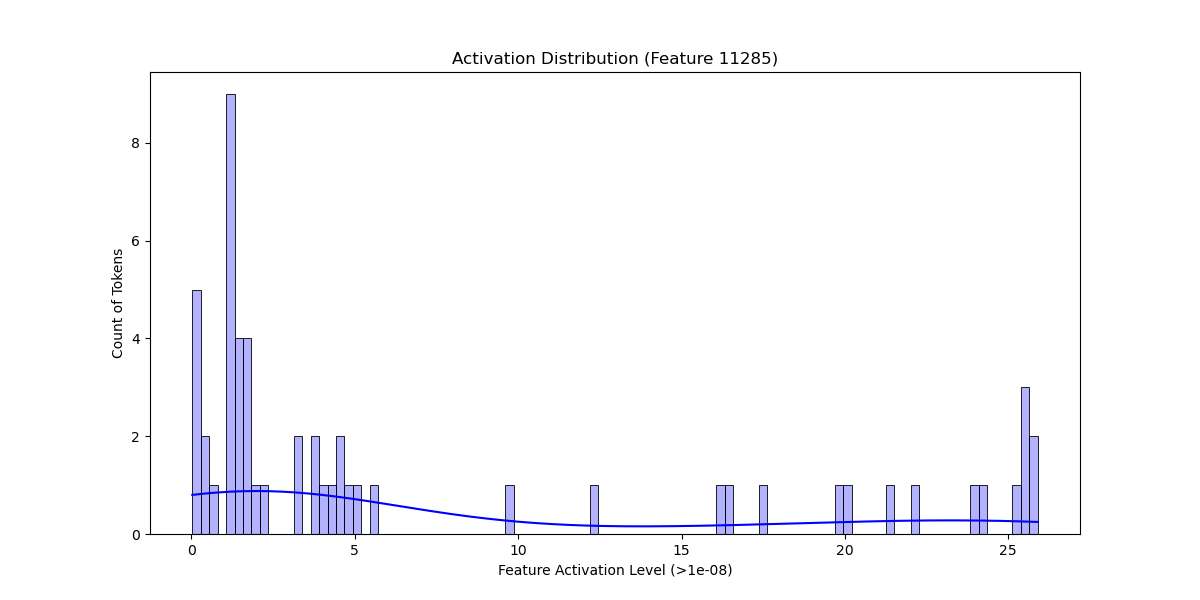 Activation Distribution (Feature 11285)
Count of Tokens
8
6
4
2
0
0 5 10 15 20 25
Feature Activation Level (>1e-08)